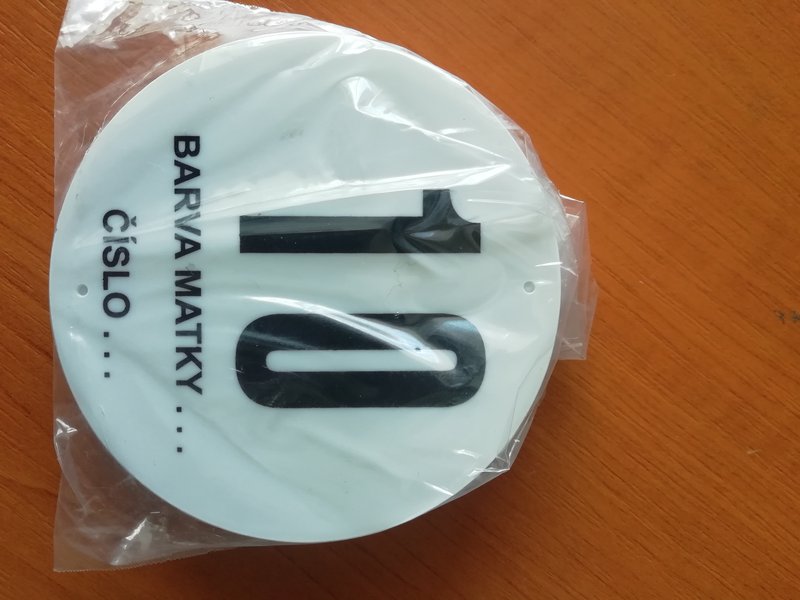 10
BARVA MATKY . . .
ČÍSLO . . .